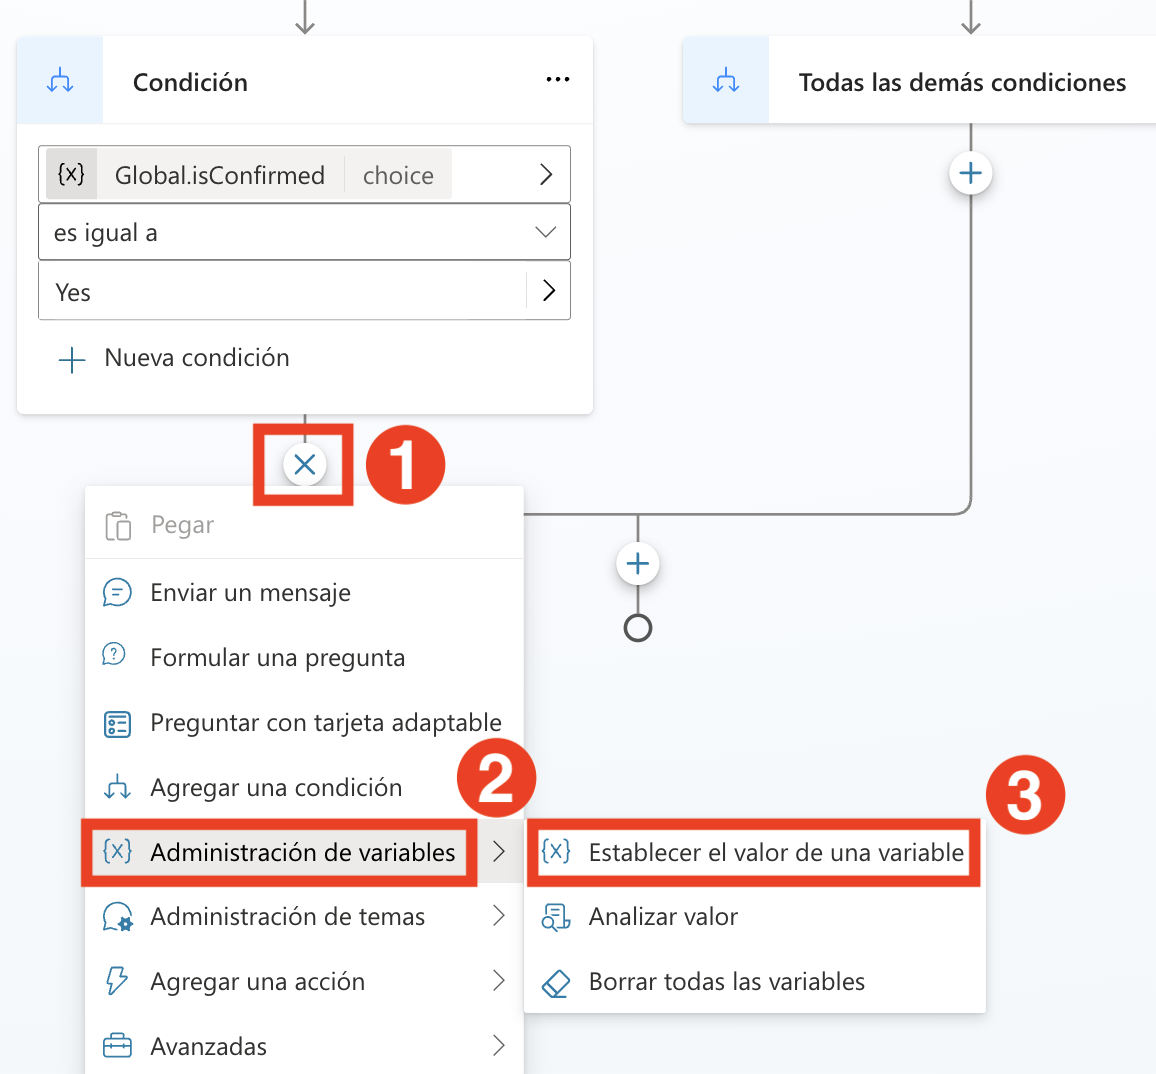 Condición
Todas las demás condiciones
{x} Global.isConfirmed choice
es igual a
Yes
Nueva condición
1
Pegar
Enviar un mensaje
Formular una pregunta
Preguntar con tarjeta adaptable
Agregar una condición
2
{x} Administración de variables
3
{x} Establecer el valor de una variable
Administración de temas
Analizar valor
Agregar una acción
Borrar todas las variables
Avanzadas